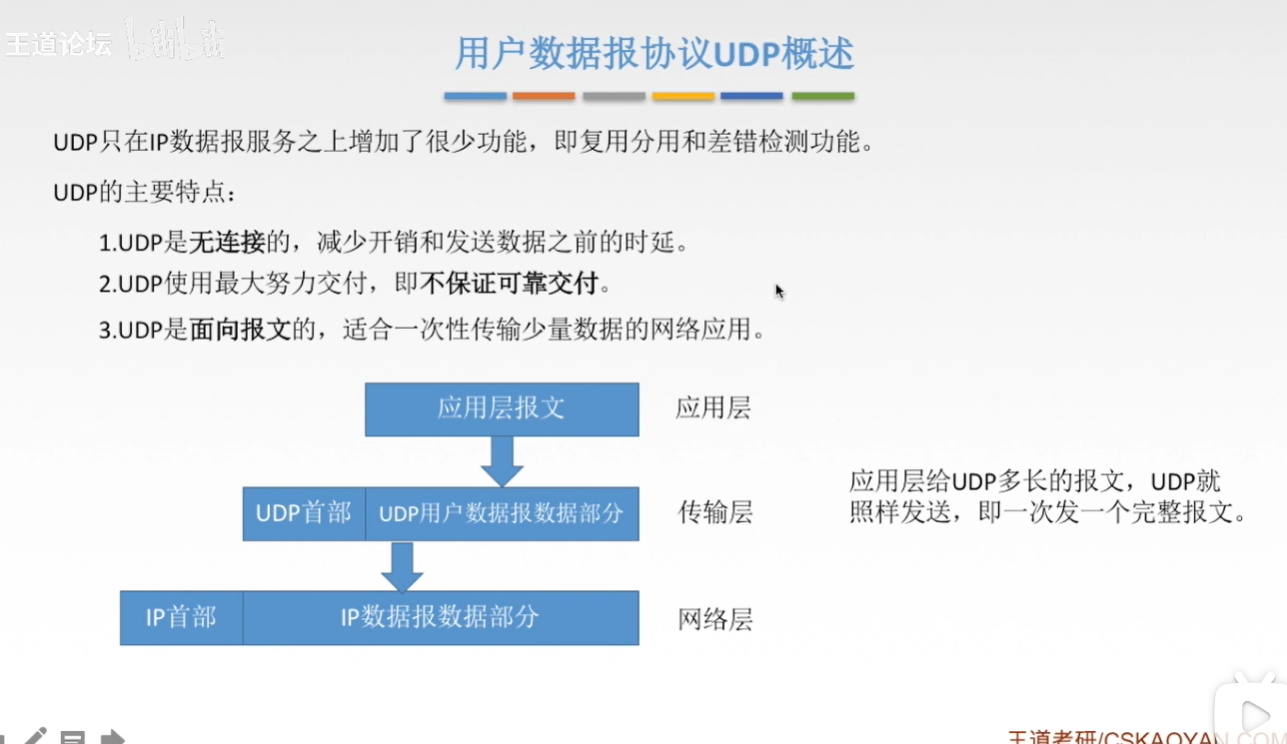 王道论坛
bilibili
用户数据报协议UDP概述
UDP只在IP数据报服务之上增加了很少功能，即复用分用和差错检测功能。
UDP的主要特点：
1.UDP是无连接的，减少开销和发送数据之前的时延。
2.UDP使用最大努力交付，即不保证可靠交付。
3.UDP是面向报文的，适合一次性传输少量数据的网络应用。
应用层报文 应用层
应用层给UDP多长的报文，UDP就
照样发送，即一次发一个完整报文。
UDP首部 UDP用户数据报数据部分 传输层
IP首部 IP数据报数据部分 网络层
王道考研/CSKAOYAN.COM